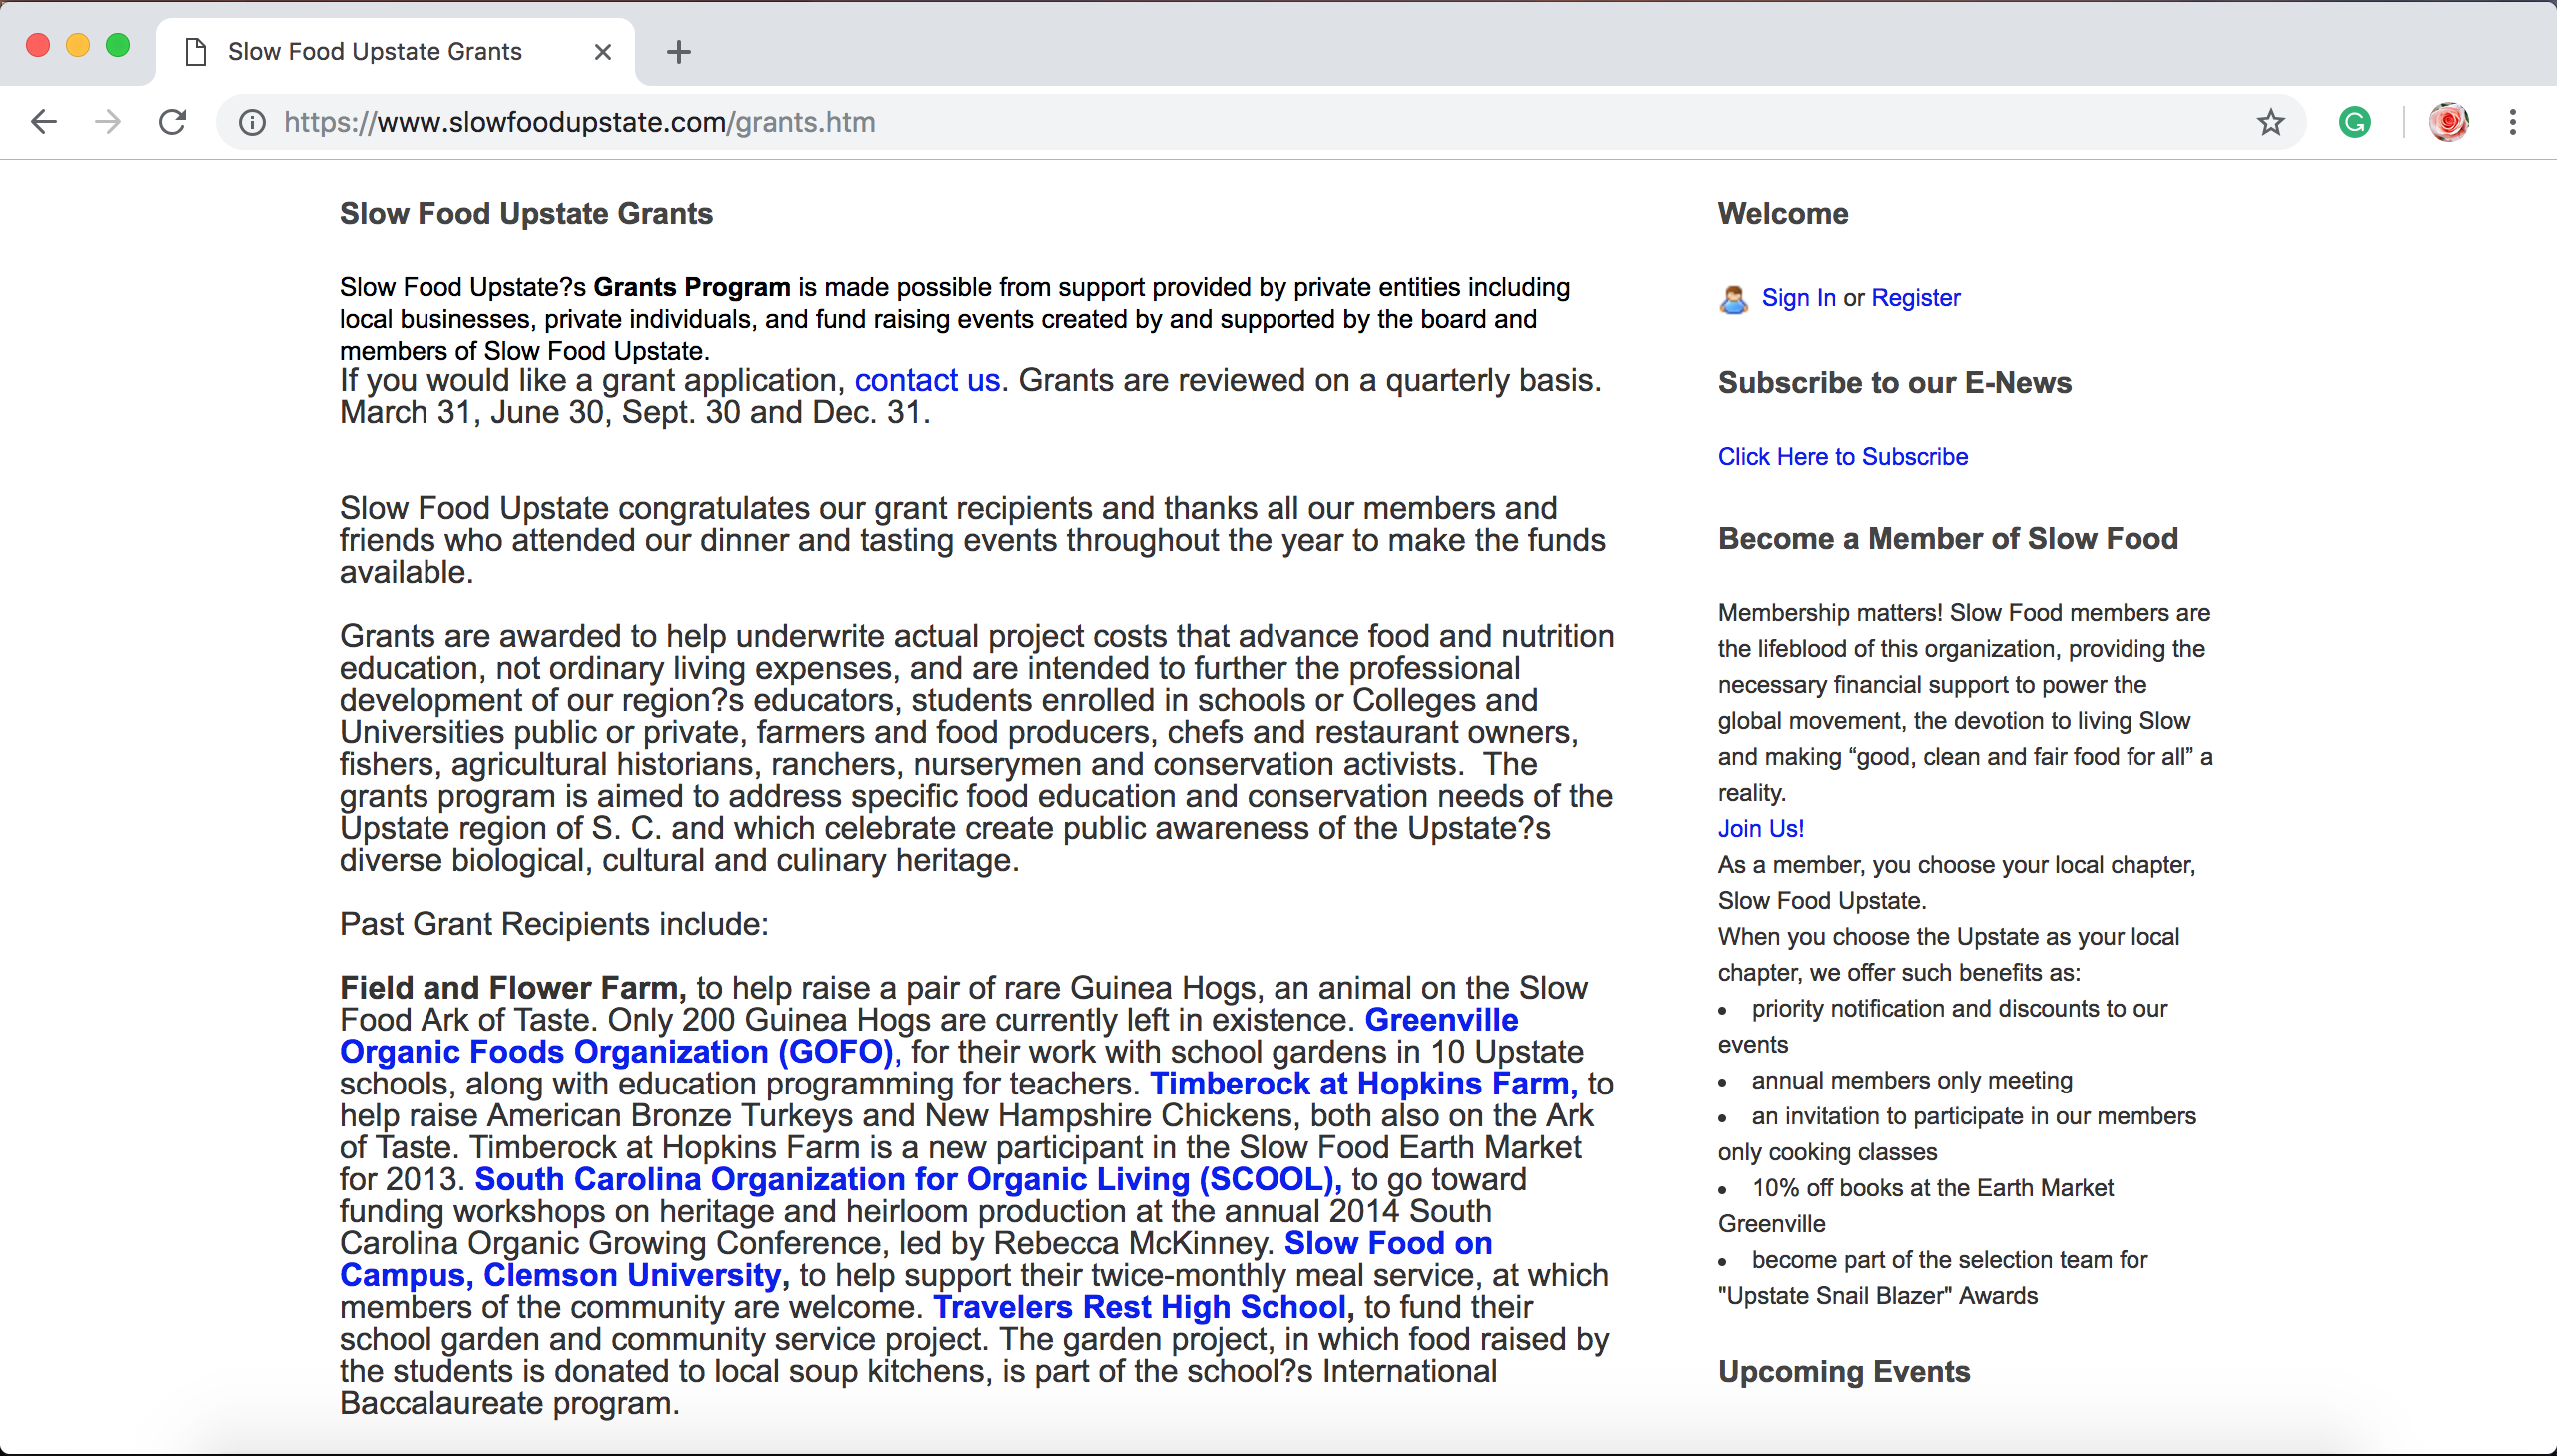 Slow Food Upstate Grants
https://www.slowfoodupstate.com/grants.htm
Slow Food Upstate Grants
Slow Food Upstate?s Grants Program is made possible from support provided by private entities including
local businesses, private individuals, and fund raising events created by and supported by the board and
members of Slow Food Upstate.
If you would like a grant application, contact us. Grants are reviewed on a quarterly basis.
March 31, June 30, Sept. 30 and Dec. 31.
Slow Food Upstate congratulates our grant recipients and thanks all our members and
friends who attended our dinner and tasting events throughout the year to make the funds
available.
Grants are awarded to help underwrite actual project costs that advance food and nutrition
education, not ordinary living expenses, and are intended to further the professional
development of our region?s educators, students enrolled in schools or Colleges and
Universities public or private, farmers and food producers, chefs and restaurant owners,
fishers, agricultural historians, ranchers, nurserymen and conservation activists.  The
grants program is aimed to address specific food education and conservation needs of the
Upstate region of S. C. and which celebrate create public awareness of the Upstate?s
diverse biological, cultural and culinary heritage.
Past Grant Recipients include:
Field and Flower Farm, to help raise a pair of rare Guinea Hogs, an animal on the Slow
Food Ark of Taste. Only 200 Guinea Hogs are currently left in existence. Greenville
Organic Foods Organization (GOFO), for their work with school gardens in 10 Upstate
schools, along with education programming for teachers. Timberock at Hopkins Farm, to
help raise American Bronze Turkeys and New Hampshire Chickens, both also on the Ark
of Taste. Timberock at Hopkins Farm is a new participant in the Slow Food Earth Market
for 2013. South Carolina Organization for Organic Living (SCOOL), to go toward
funding workshops on heritage and heirloom production at the annual 2014 South
Carolina Organic Growing Conference, led by Rebecca McKinney. Slow Food on
Campus, Clemson University, to help support their twice-monthly meal service, at which
members of the community are welcome. Travelers Rest High School, to fund their
school garden and community service project. The garden project, in which food raised by
the students is donated to local soup kitchens, is part of the school?s International
Baccalaureate program.
Welcome
Sign In or Register
Subscribe to our E-News
Click Here to Subscribe
Become a Member of Slow Food
Membership matters! Slow Food members are
the lifeblood of this organization, providing the
necessary financial support to power the
global movement, the devotion to living Slow
and making “good, clean and fair food for all” a
reality.
Join Us!
As a member, you choose your local chapter,
Slow Food Upstate.
When you choose the Upstate as your local
chapter, we offer such benefits as:
• priority notification and discounts to our
events
• annual members only meeting
• an invitation to participate in our members
only cooking classes
• 10% off books at the Earth Market
Greenville
• become part of the selection team for
"Upstate Snail Blazer" Awards
Upcoming Events